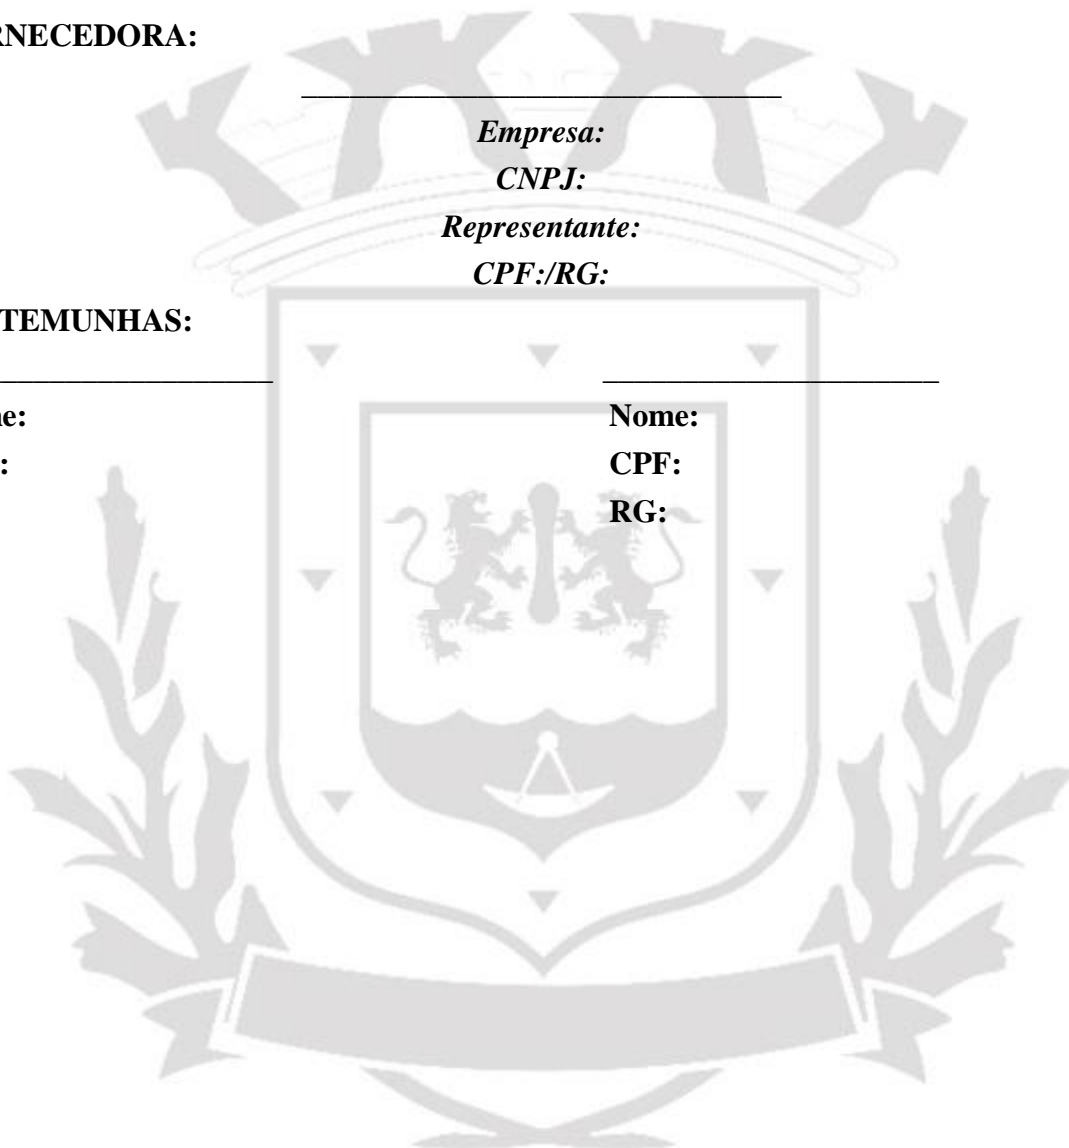 RNECEDORA:
Empresa:
CNPJ:
Representante:
CPF:/RG:
TEMUNHAS:
ne: Nome:
: CPF:
RG: